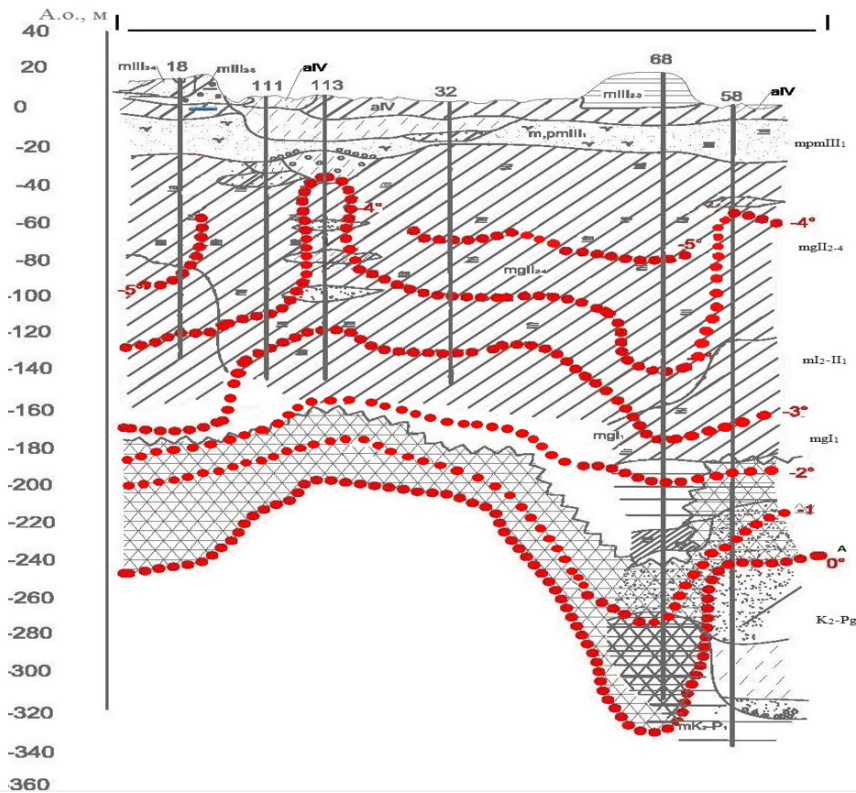 А.о., м
40
20
0
-20
-40
-60
-80
-100
-120
-140
-160
-180
-200
-220
-240
-260
-280
-300
-320
-340
-360
18
111
113
32
68
58
aIV
aIV
aIV
m,pmIII₁
mpmIII₁
-4°
-5°
-5°
-4°
mgII₂₋₄
mgII₂₋₄
mI₂-II₁
-3°
mgI₁
mgI₁
-2°
-1
A
0°
K₂-Pg
mK₂-P₁